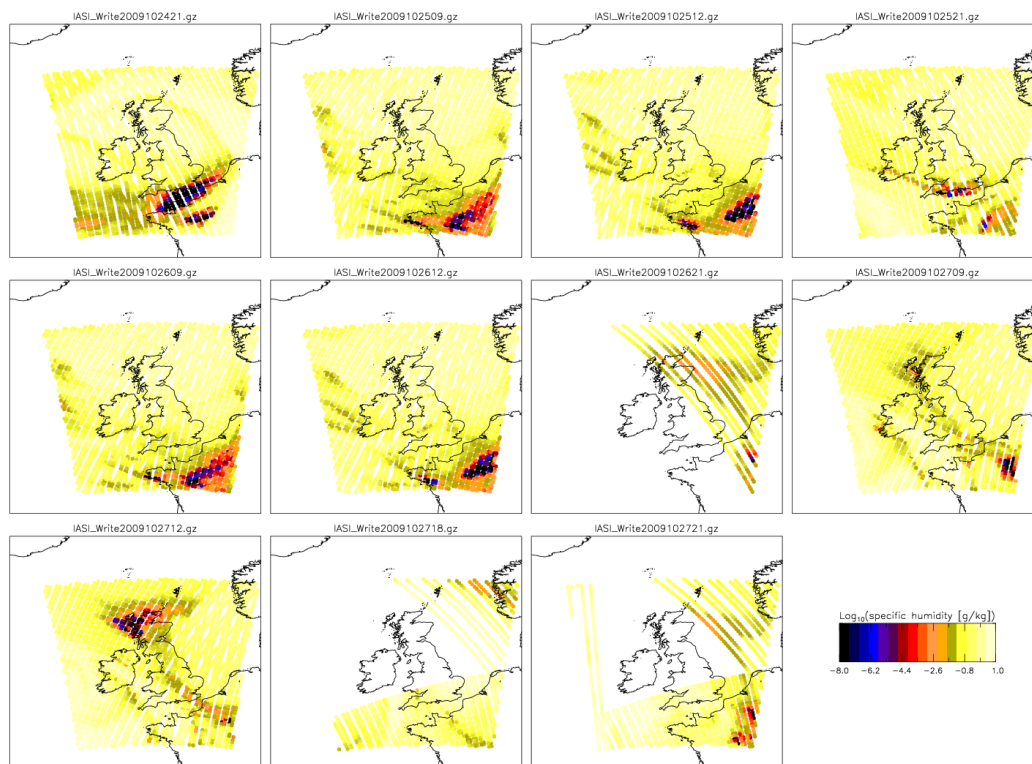 IASI_Write2009102421.gz
IASI_Write2009102509.gz
IASI_Write2009102512.gz
IASI_Write2009102521.gz
IASI_Write2009102609.gz
IASI_Write2009102612.gz
IASI_Write2009102621.gz
IASI_Write2009102709.gz
IASI_Write2009102712.gz
IASI_Write2009102718.gz
IASI_Write2009102721.gz
Log₁₀(specific humidity [g/kg])
-8.0 -6.2 -4.4 -2.6 -0.8 1.0